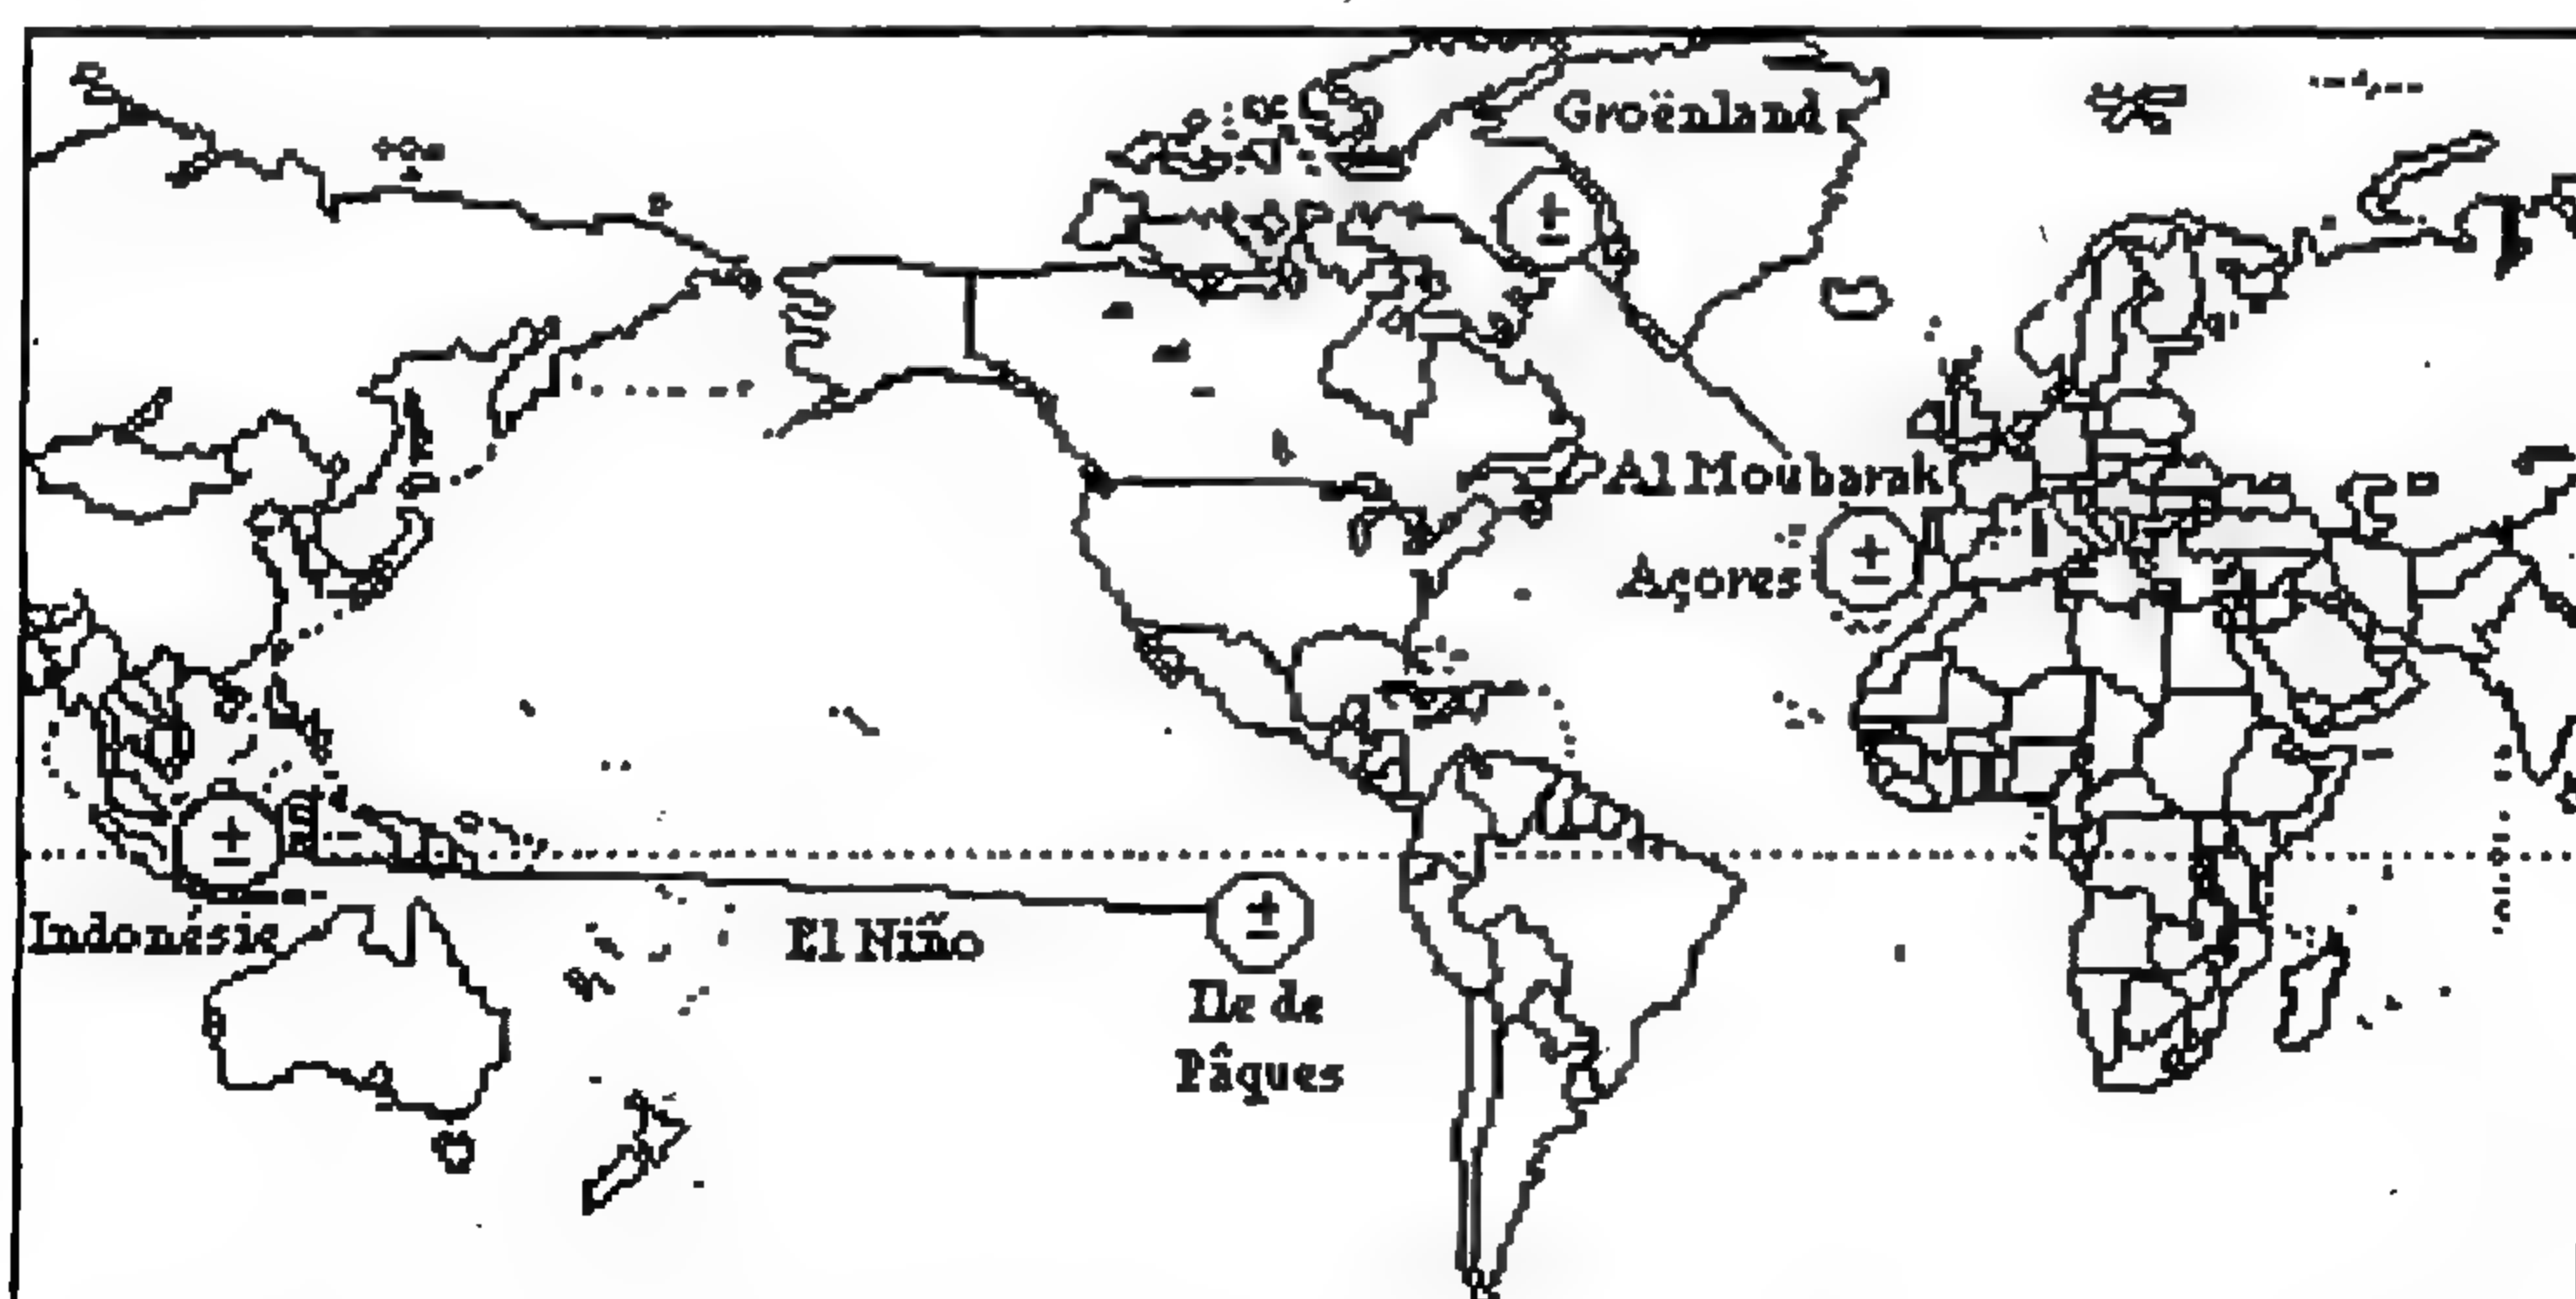 Groënland
±
Al Moubarak
±
Açores
±
Indonésie
El Niño
±
Ile de
Pâques